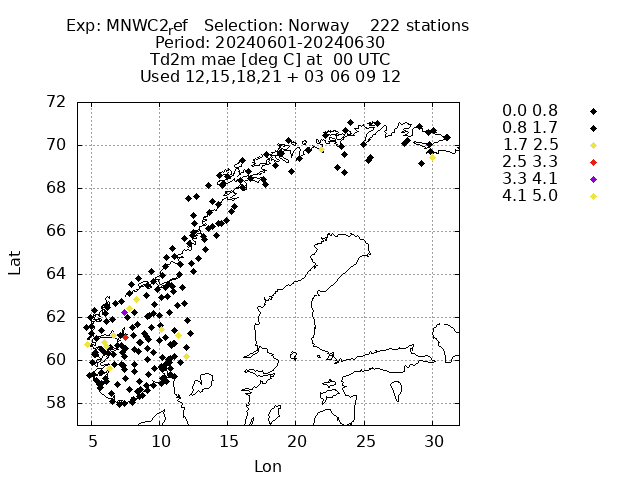 Exp: MNWC2ref Selection: Norway 222 stations
Period: 20240601-20240630
Td2m mae [deg C] at 00 UTC
Used 12,15,18,21 + 03 06 09 12
0.0 0.8
0.8 1.7
1.7 2.5
2.5 3.3
3.3 4.1
4.1 5.0
72
70
68
66
64
62
60
58
Lat
5 10 15 20 25 30
Lon